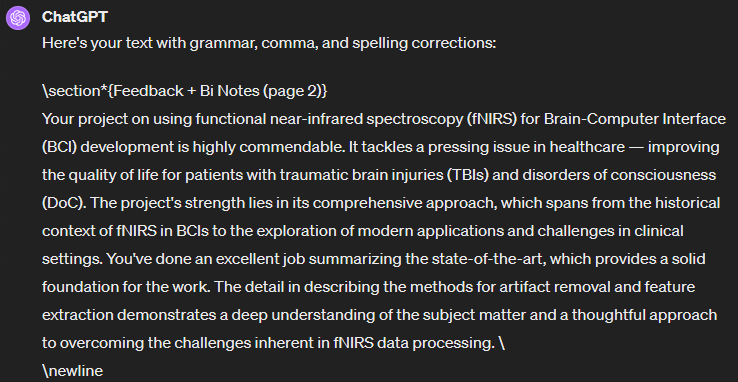 ChatGPT
Here's your text with grammar, comma, and spelling corrections:
\section*{Feedback + Bi Notes (page 2)}
Your project on using functional near-infrared spectroscopy (fNIRS) for Brain-Computer Interface
(BCI) development is highly commendable. It tackles a pressing issue in healthcare — improving
the quality of life for patients with traumatic brain injuries (TBIs) and disorders of consciousness
(DoC). The project's strength lies in its comprehensive approach, which spans from the historical
context of fNIRS in BCIs to the exploration of modern applications and challenges in clinical
settings. You've done an excellent job summarizing the state-of-the-art, which provides a solid
foundation for the work. The detail in describing the methods for artifact removal and feature
extraction demonstrates a deep understanding of the subject matter and a thoughtful approach
to overcoming the challenges inherent in fNIRS data processing. \
\newline